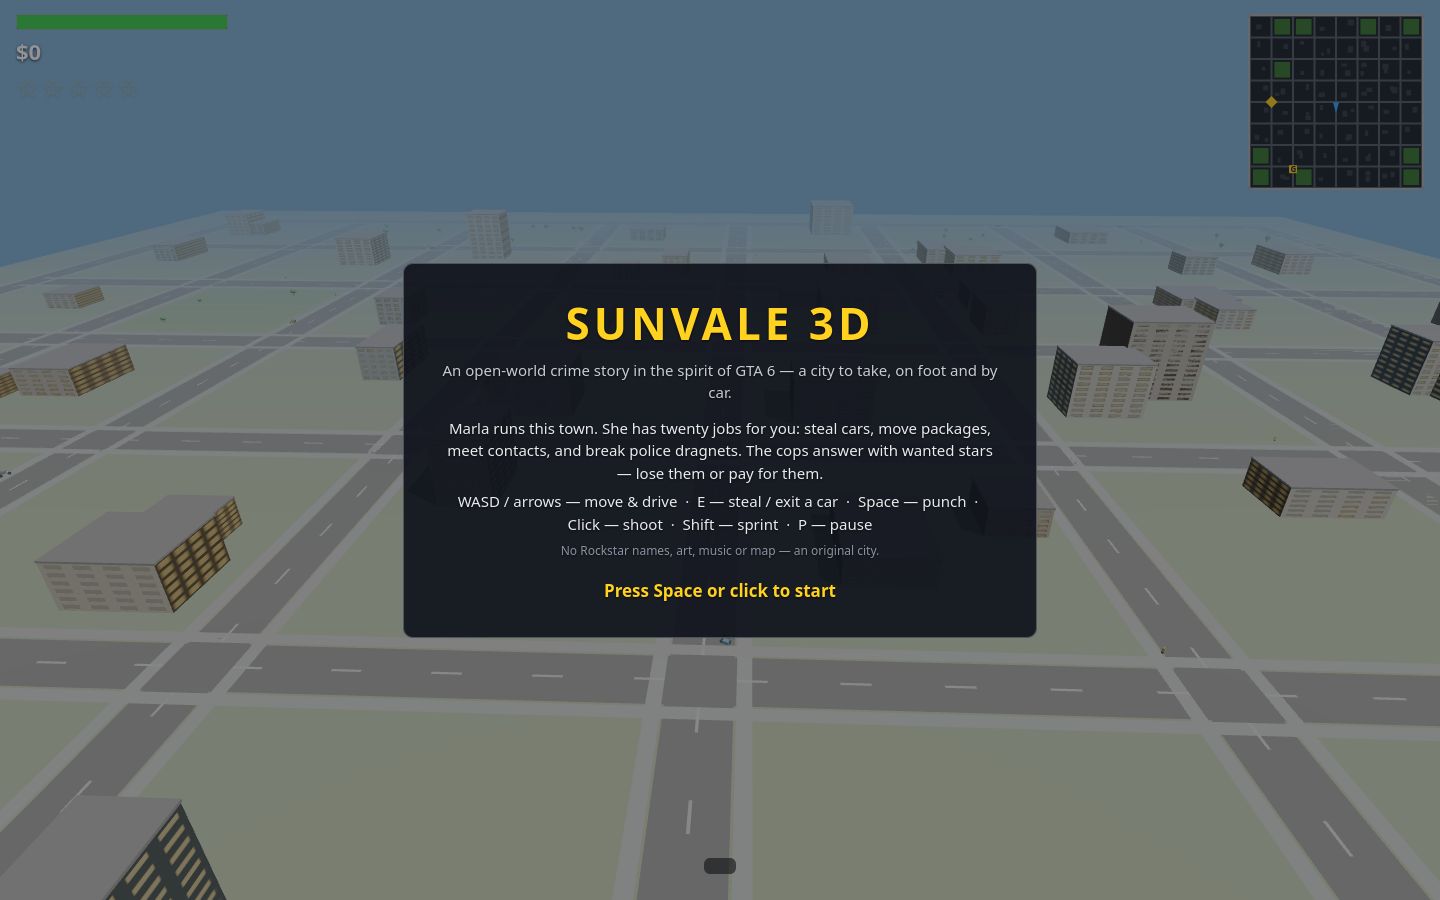 $0
SUNVALE 3D
An open-world crime story in the spirit of GTA 6 — a city to take, on foot and by
car.
Marla runs this town. She has twenty jobs for you: steal cars, move packages,
meet contacts, and break police dragnets. The cops answer with wanted stars
— lose them or pay for them.
WASD / arrows — move & drive · E — steal / exit a car · Space — punch ·
Click — shoot · Shift — sprint · P — pause
No Rockstar names, art, music or map — an original city.
Press Space or click to start